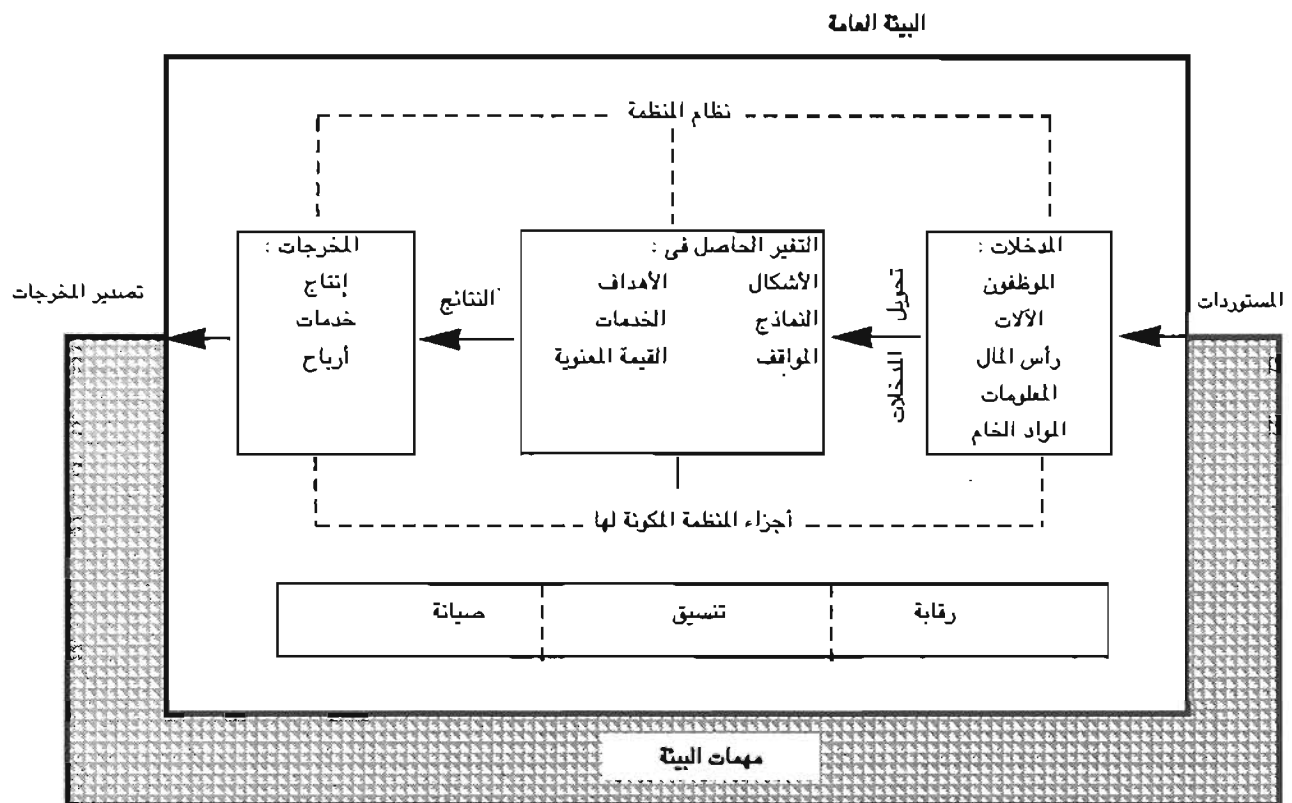 البيئة العامة
نظام المنظمة
المستوردات
المدخلات :
الموظفون
الآلات
رأس المال
المعلومات
المواد الخام
تحويل
المدخلات
التغير الحاصل فى :
الأشكال الأهداف
النماذج الخدمات
المواقف القيمة المعنوية
النتائج
المخرجات :
إنتاج
خدمات
أرباح
تصدير المخرجات
أجزاء المنظمة المكونة لها
رقابة تنسيق صيانة
مهمات البيئة